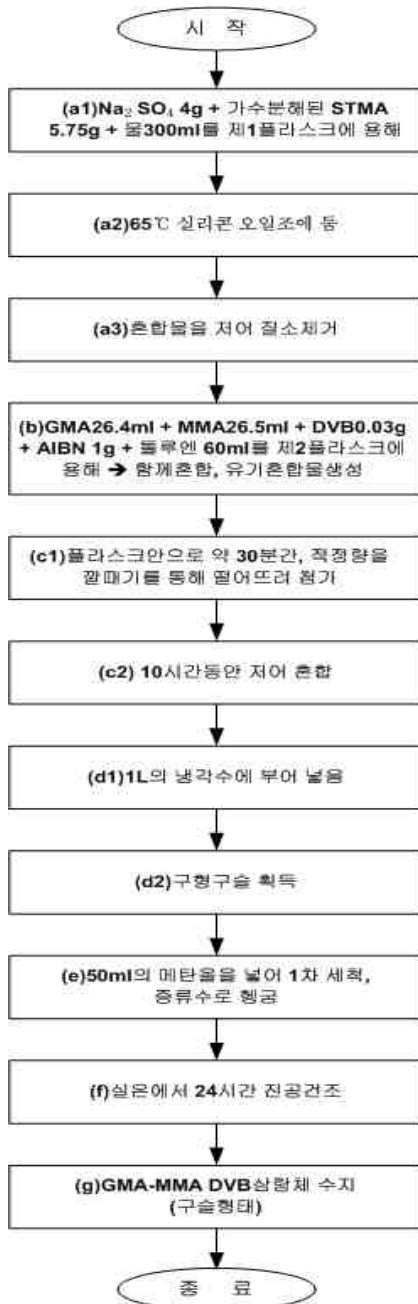 시 작
(a1)Na₂ SO₄ 4g + 가수분해된 STMA
5.75g + 물300ml를 제1플라스크에 용해
(a2)65℃ 실리콘 오일조에 둠
(a3)혼합물을 저어 질소제거
(b)GMA26.4ml + MMA26.5ml + DVB0.03g
+ AIBN 1g + 톨루엔 60ml를 제2플라스크에
용해 ➔ 함께혼합, 유기혼합물생성
(c1)플라스크안으로 약 30분간, 적정량을
깔때기를 통해 떨어뜨려 첨가
(c2) 10시간동안 저어 혼합
(d1)1L의 냉각수에 부어 넣음
(d2)구형구슬 획득
(e)50ml의 메탄올을 넣어 1차 세척,
증류수로 헹굼
(f)실온에서 24시간 진공건조
(g)GMA-MMA DVB삼량체 수지
(구슬형태)
종 료